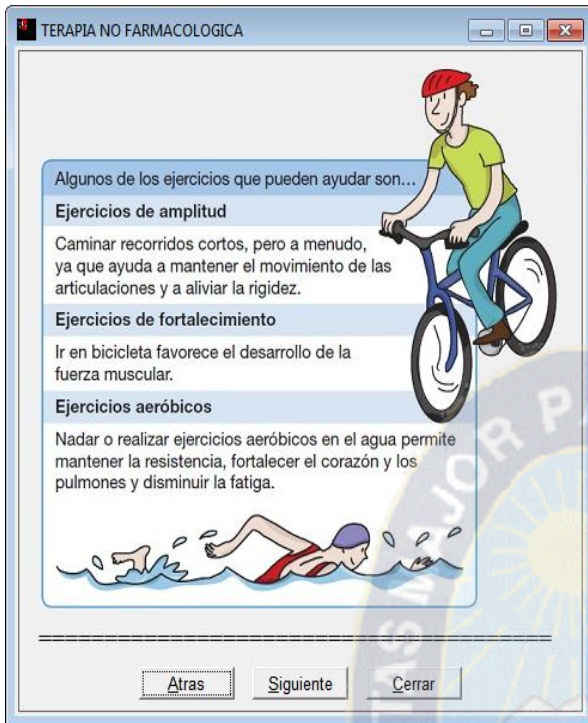 TERAPIA NO FARMACOLOGICA
Algunos de los ejercicios que pueden ayudar son...
Ejercicios de amplitud
Caminar recorridos cortos, pero a menudo,
ya que ayuda a mantener el movimiento de las
articulaciones y a aliviar la rigidez.
Ejercicios de fortalecimiento
Ir en bicicleta favorece el desarrollo de la
fuerza muscular.
Ejercicios aeróbicos
Nadar o realizar ejercicios aeróbicos en el agua permite
mantener la resistencia, fortalecer el corazón y los
pulmones y disminuir la fatiga.
Atras Siguiente Cerrar